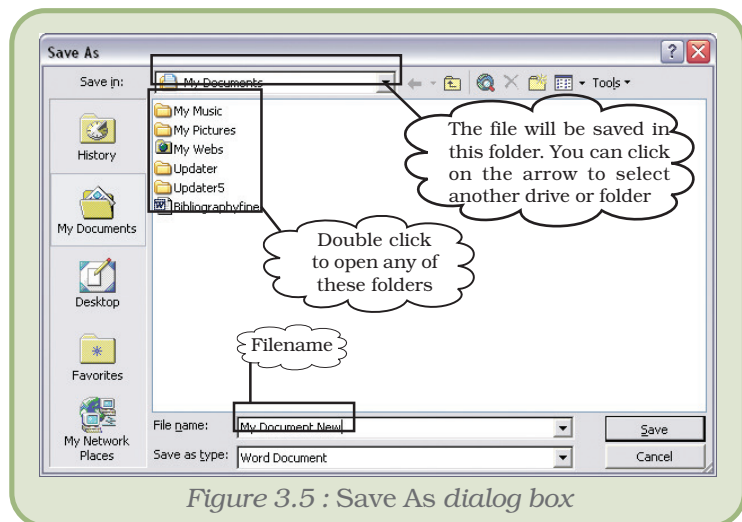 Save As
Save in:
My Documents
Tools
History
My Documents
Desktop
Favorites
My Network
Places
My Music
My Pictures
My Webs
Updater
Updater5
Bibliographyfine
The file will be saved in
this folder. You can click
on the arrow to select
another drive or folder
Double click
to open any of
these folders
Filename
File name:
My Document New
Save
Save as type:
Word Document
Cancel
Figure 3.5 : Save As dialog box